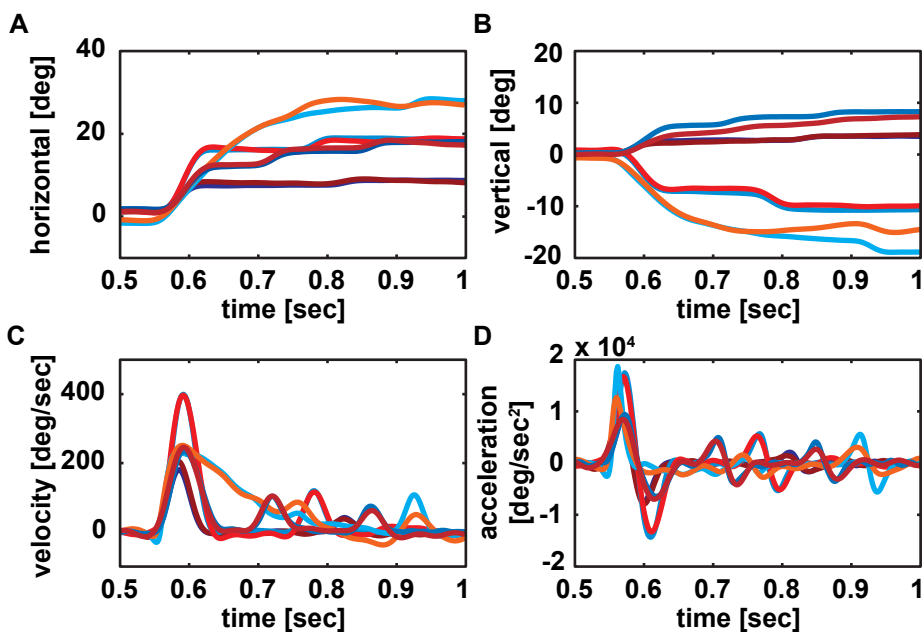 A
horizontal [deg]
40
20
0
0.5 0.6 0.7 0.8 0.9 1
time [sec]
B
vertical [deg]
20
10
0
-10
-20
0.5 0.6 0.7 0.8 0.9 1
time [sec]
C
velocity [deg/sec]
400
200
0
0.5 0.6 0.7 0.8 0.9 1
time [sec]
D
x 10⁴
acceleration
[deg/sec²]
2
1
0
-1
-2
0.5 0.6 0.7 0.8 0.9 1
time [sec]